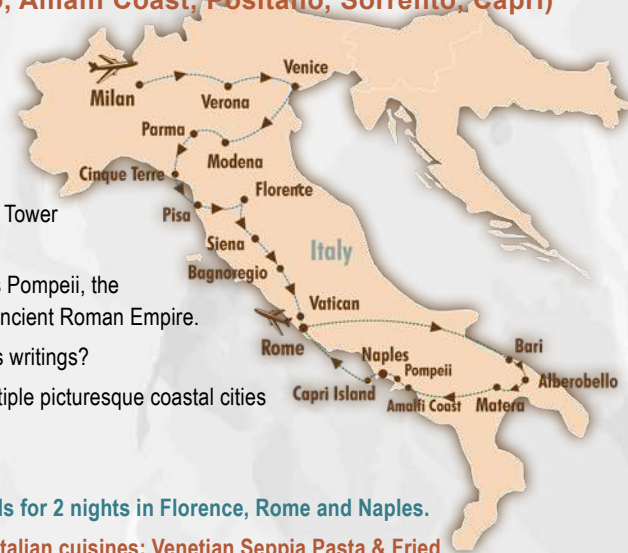 Amalfi Coast, Positano, Sorrento, Capri)
Venice
Milan
Verona
Parma
Modena
Cinque Terre
Florence
Tower
Pisa
Siena
Italy
Bagnoregio
Pompeii, the
Vatican
ncient Roman Empire.
Rome
Bari
s writings?
Naples
Pompeii
Alberobello
Capri Island
Amalfi Coast
Matera
tiple picturesque coastal cities
ls for 2 nights in Florence, Rome and Naples.
talian cuisines: Venetian Seppia Pasta & Fried